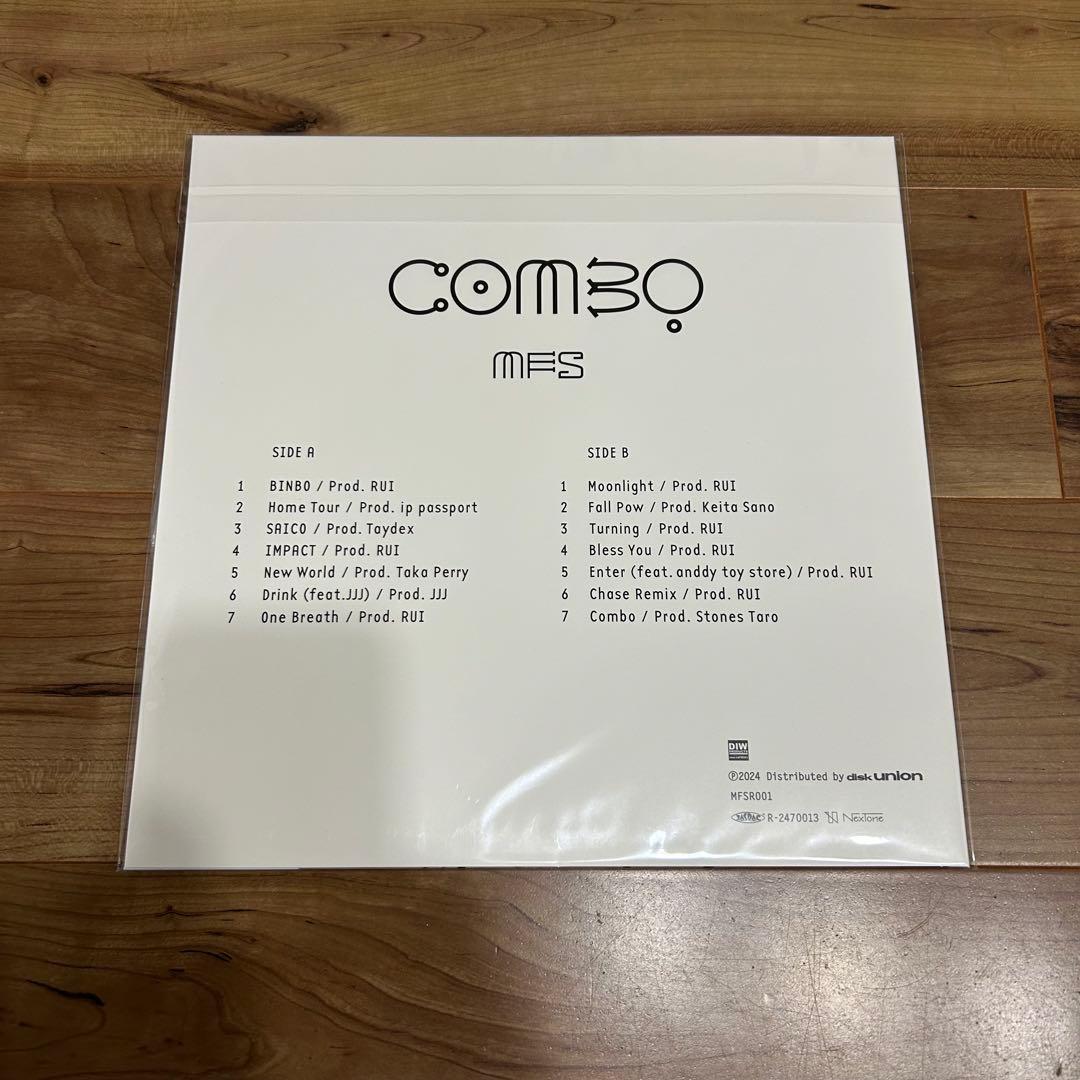 COMBO
MFS
SIDE A
1 BINBO / Prod. RUI
2 Home Tour / Prod. ip passport
3 SAICO / Prod. Taydex
4 IMPACT / Prod. RUI
5 New World / Prod. Taka Perry
6 Drink (feat.JJJ) / Prod. JJJ
7 One Breath / Prod. RUI
SIDE B
1 Moonlight / Prod. RUI
2 Fall Pow / Prod. Keita Sano
3 Turning / Prod. RUI
4 Bless You / Prod. RUI
5 Enter (feat. anddy toy store) / Prod. RUI
6 Chase Remix / Prod. RUI
7 Combo / Prod. Stones Taro
DIW
℗2024 Distributed by disk union
MFSR001
R-2470013 NexTone